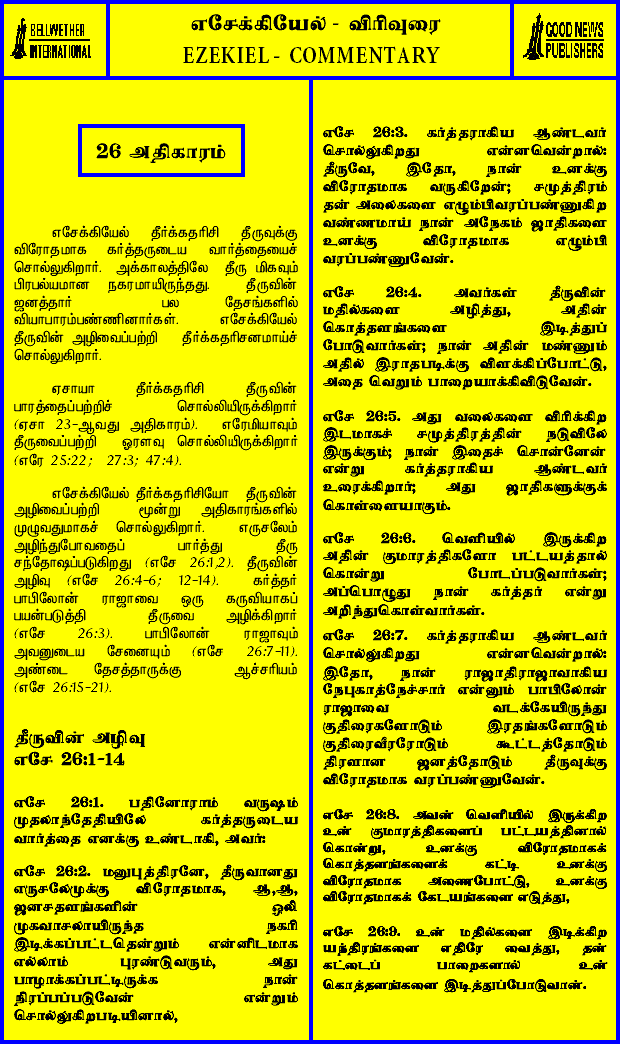 BELLWETHER
INTERNATIONAL
எசேக்கியேல் - விரிவுரை
EZEKIEL - COMMENTARY
GOOD NEWS
PUBLISHERS
26 அதிகாரம்
எசேக்கியேல் தீர்க்கதரிசி தீருவுக்கு
விரோதமாக கர்த்தருடைய வார்த்தையைச்
சொல்லுகிறார். அக்காலத்திலே தீரு மிகவும்
பிரபல்யமான நகரமாயிருந்தது. தீருவின்
ஜனத்தார் பல தேசங்களில்
வியாபாரம்பண்ணினார்கள். எசேக்கியேல்
தீருவின் அழிவைப்பற்றி தீர்க்கதரிசனமாய்ச்
சொல்லுகிறார்.
ஏசாயா தீர்க்கதரிசி தீருவின்
பாரத்தைப்பற்றிச் சொல்லியிருக்கிறார்
(ஏசா 23-ஆவது அதிகாரம்). எரேமியாவும்
தீருவைப்பற்றி ஓரளவு சொல்லியிருக்கிறார்
(எரே 25:22; 27:3; 47:4).
எசேக்கியேல் தீர்க்கதரிசியோ தீருவின்
அழிவைப்பற்றி மூன்று அதிகாரங்களில்
முழுவதுமாகச் சொல்லுகிறார். எருசலேம்
அழிந்துபோவதைப் பார்த்து தீரு
சந்தோஷப்படுகிறது (எசே 26:1,2). தீருவின்
அழிவு (எசே 26:4-6; 12-14). கர்த்தர்
பாபிலோன் ராஜாவை ஒரு கருவியாகப்
பயன்படுத்தி தீருவை அழிக்கிறார்
(எசே 26:3). பாபிலோன் ராஜாவும்
அவனுடைய சேனையும் (எசே 26:7-11).
அண்டை தேசத்தாருக்கு ஆச்சரியம்
(எசே 26:15-21).
தீருவின் அழிவு
எசே 26:1-14
எசே 26:1. பதினோராம் வருஷம்
முதலாந்தேதியிலே கர்த்தருடைய
வார்த்தை எனக்கு உண்டாகி, அவர்:
எசே 26:2. மனுபுத்திரனே, தீருவானது
எருசலேமுக்கு விரோதமாக, ஆ,ஆ,
ஜனசதளங்களின் ஒலி
முகவாசலாயிருந்த நகரி
இடிக்கப்பட்டதென்றும் என்னிடமாக
எல்லாம் புரண்டுவரும், அது
பாழாக்கப்பட்டிருக்க நான்
நிரப்பப்படுவேன் என்றும்
சொல்லுகிறபடியினால்,
எசே 26:3. கர்த்தராகிய ஆண்டவர்
சொல்லுகிறது என்னவென்றால்:
தீருவே, இதோ, நான் உனக்கு
விரோதமாக வருகிறேன்; சமுத்திரம்
தன் அலைகளை எழும்பிவரப்பண்ணுகிற
வண்ணமாய் நான் அநேகம் ஜாதிகளை
உனக்கு விரோதமாக எழும்பி
வரப்பண்ணுவேன்.
எசே 26:4. அவர்கள் தீருவின்
மதில்களை அழித்து, அதின்
கொத்தளங்களை இடித்துப்
போடுவார்கள்; நான் அதின் மண்ணும்
அதில் இராதபடிக்கு விளக்கிப்போட்டு,
அதை வெறும் பாறையாக்கிவிடுவேன்.
எசே 26:5. அது வலைகளை விரிக்கிற
இடமாகச் சமுத்திரத்தின் நடுவிலே
இருக்கும்; நான் இதைச் சொன்னேன்
என்று கர்த்தராகிய ஆண்டவர்
உரைக்கிறார்; அது ஜாதிகளுக்குக்
கொள்ளையாகும்.
எசே 26:6. வெளியில் இருக்கிற
அதின் குமாரத்திகளோ பட்டயத்தால்
கொன்று போடப்படுவார்கள்;
அப்பொழுது நான் கர்த்தர் என்று
அறிந்துகொள்வார்கள்.
எசே 26:7. கர்த்தராகிய ஆண்டவர்
சொல்லுகிறது என்னவென்றால்:
இதோ, நான் ராஜாதிராஜாவாகிய
நேபுகாத்நேச்சார் என்னும் பாபிலோன்
ராஜாவை வடக்கேயிருந்து
குதிரைகளோடும் இரதங்களோடும்
குதிரைவீரரோடும் கூட்டத்தோடும்
திரளான ஜனத்தோடும் தீருவுக்கு
விரோதமாக வரப்பண்ணுவேன்.
எசே 26:8. அவன் வெளியில் இருக்கிற
உன் குமாரத்திகளைப் பட்டயத்தினால்
கொன்று, உனக்கு விரோதமாகக்
கொத்தளங்களைக் கட்டி உனக்கு
விரோதமாக அணைபோட்டு, உனக்கு
விரோதமாகக் கேடயங்களை எடுத்து,
எசே 26:9. உன் மதில்களை இடிக்கிற
யந்திரங்களை எதிரே வைத்து, தன்
கட்டைப் பாறைகளால் உன்
கொத்தளங்களை இடித்துப்போடுவான்.